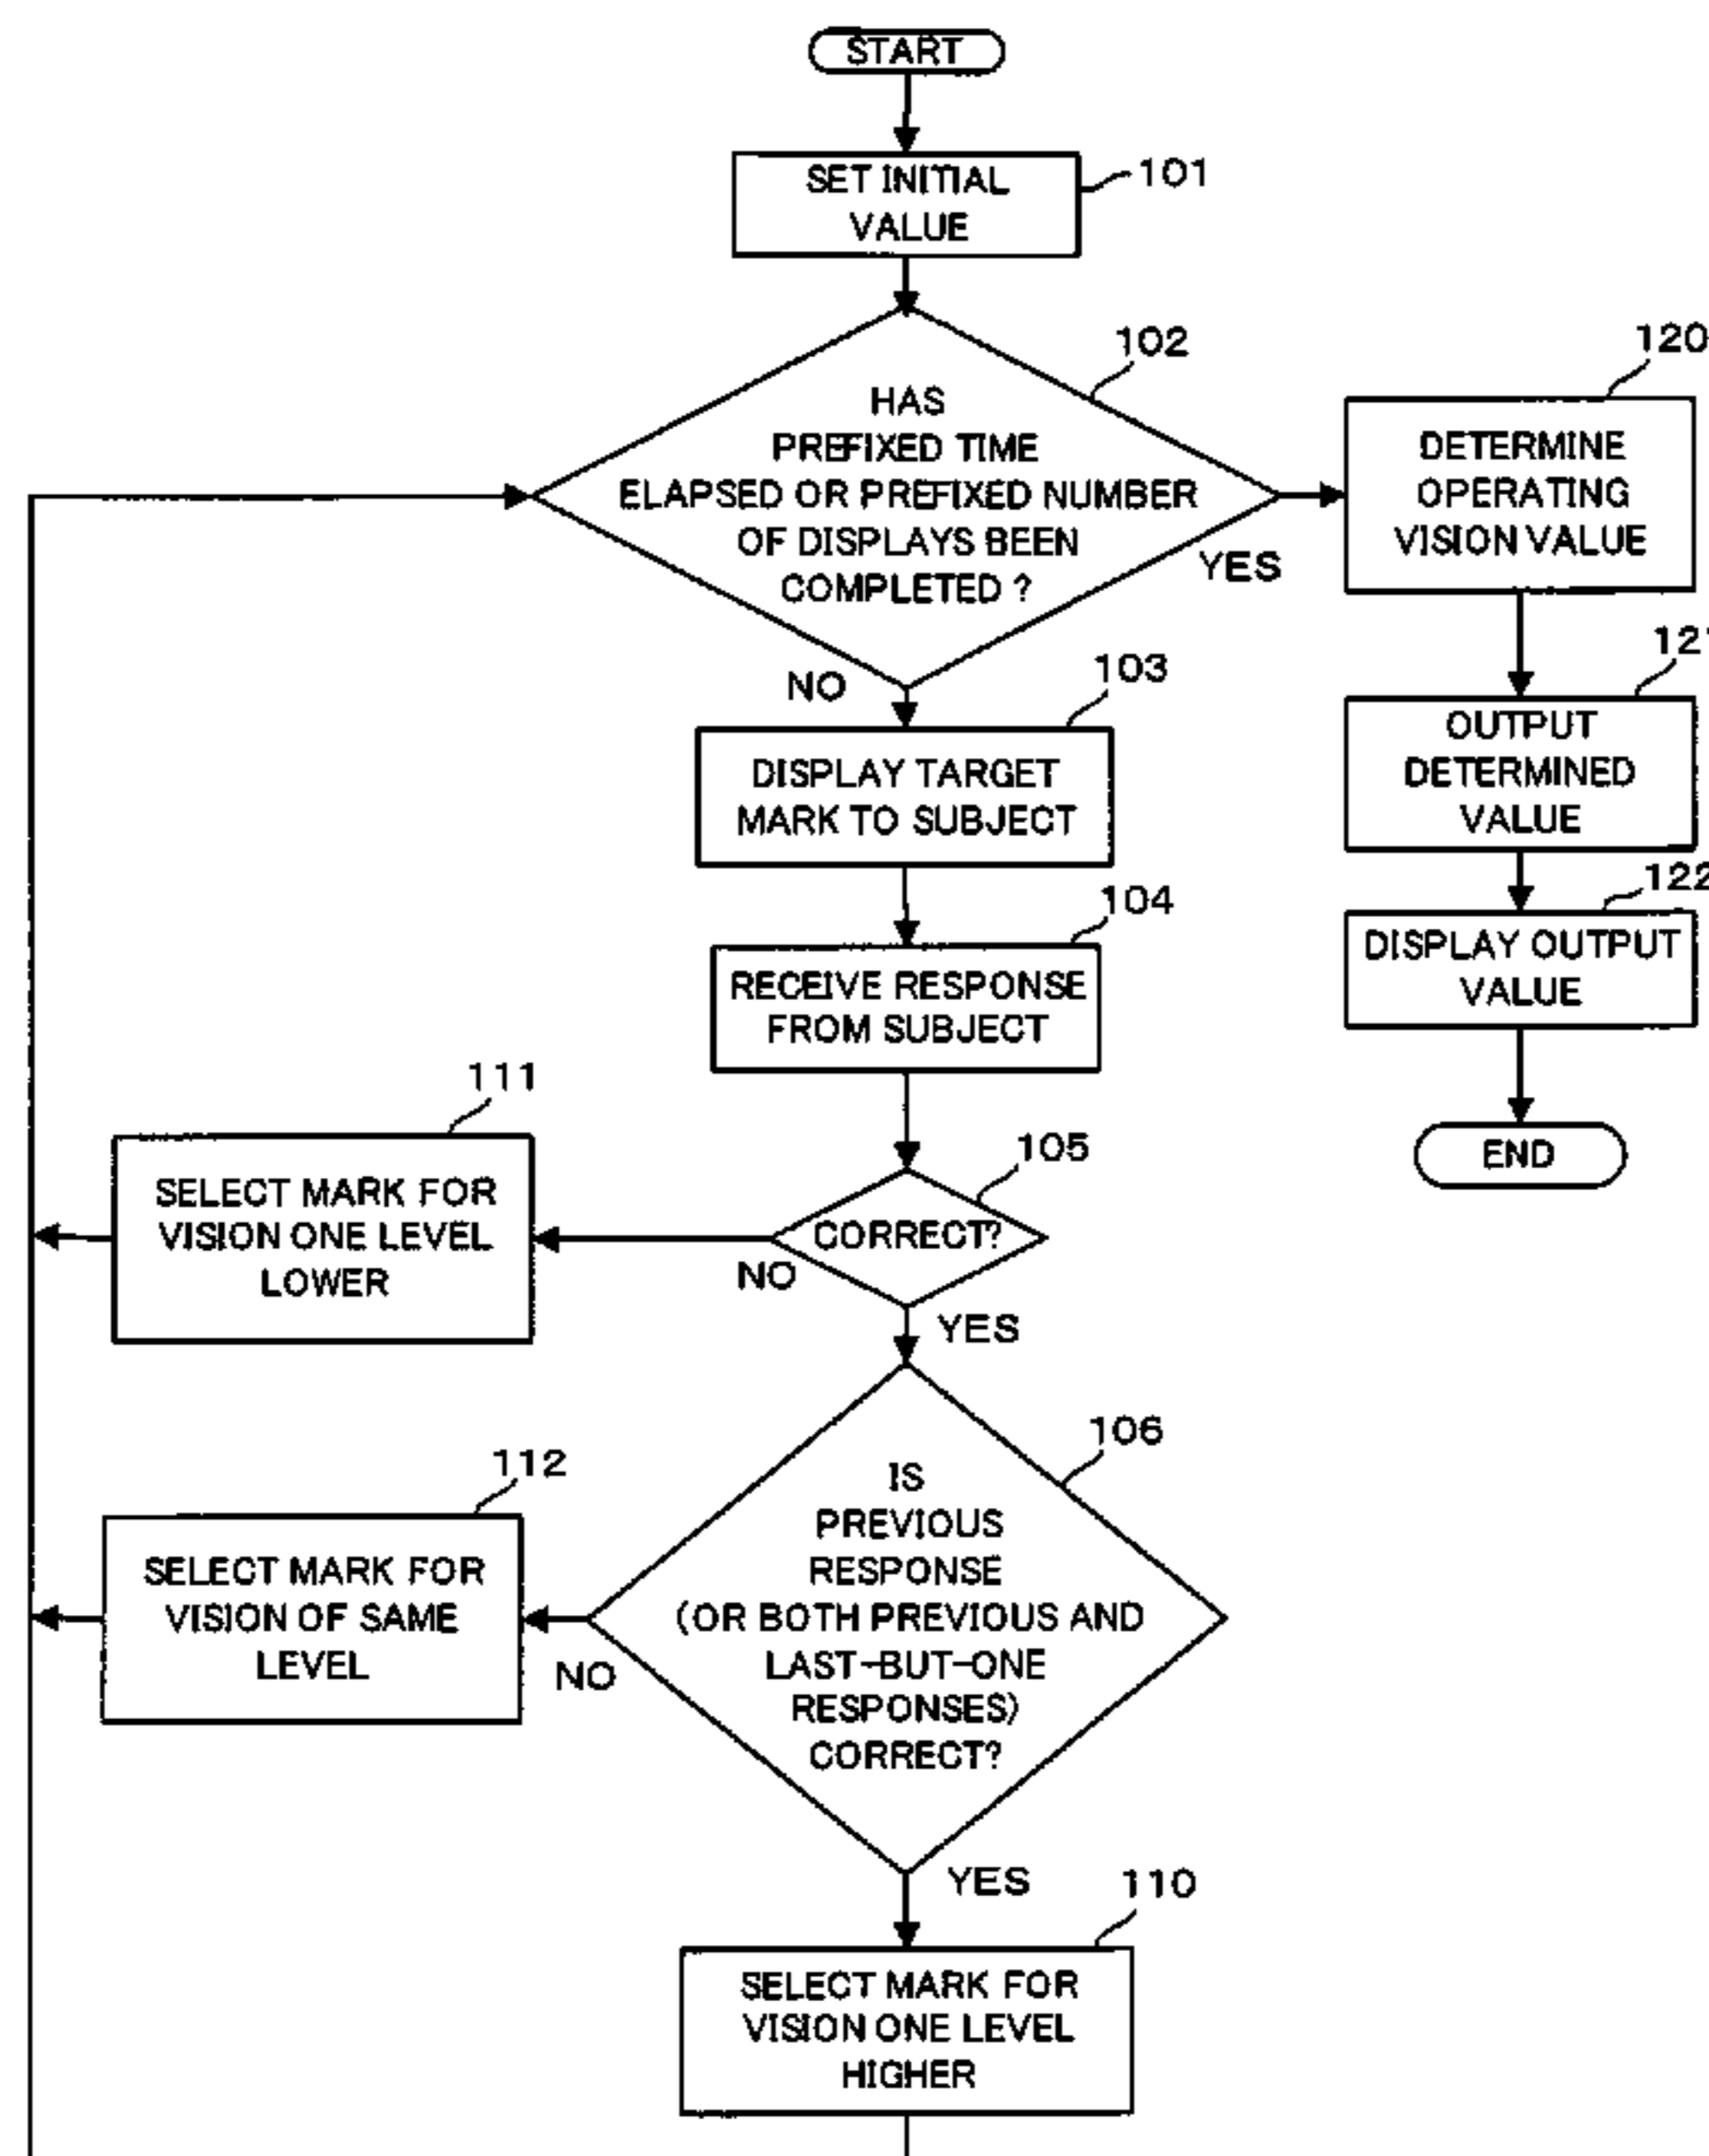 START
SET INITIAL
VALUE
101
HAS
PREFIXED TIME
ELAPSED OR PREFIXED NUMBER
OF DISPLAYS BEEN
COMPLETED ?
102
YES
NO
120
DETERMINE
OPERATING
VISION VALUE
OUTPUT
DETERMINED
VALUE
122
DISPLAY OUTPUT
VALUE
END
103
DISPLAY TARGET
MARK TO SUBJECT
104
RECEIVE RESPONSE
FROM SUBJECT
105
CORRECT?
NO
YES
111
SELECT MARK FOR
VISION ONE LEVEL
LOWER
106
IS
PREVIOUS
RESPONSE
(OR BOTH PREVIOUS AND
LAST-BUT-ONE
RESPONSES)
CORRECT?
NO
YES
112
SELECT MARK FOR
VISION OF SAME
LEVEL
110
SELECT MARK FOR
VISION ONE LEVEL
HIGHER